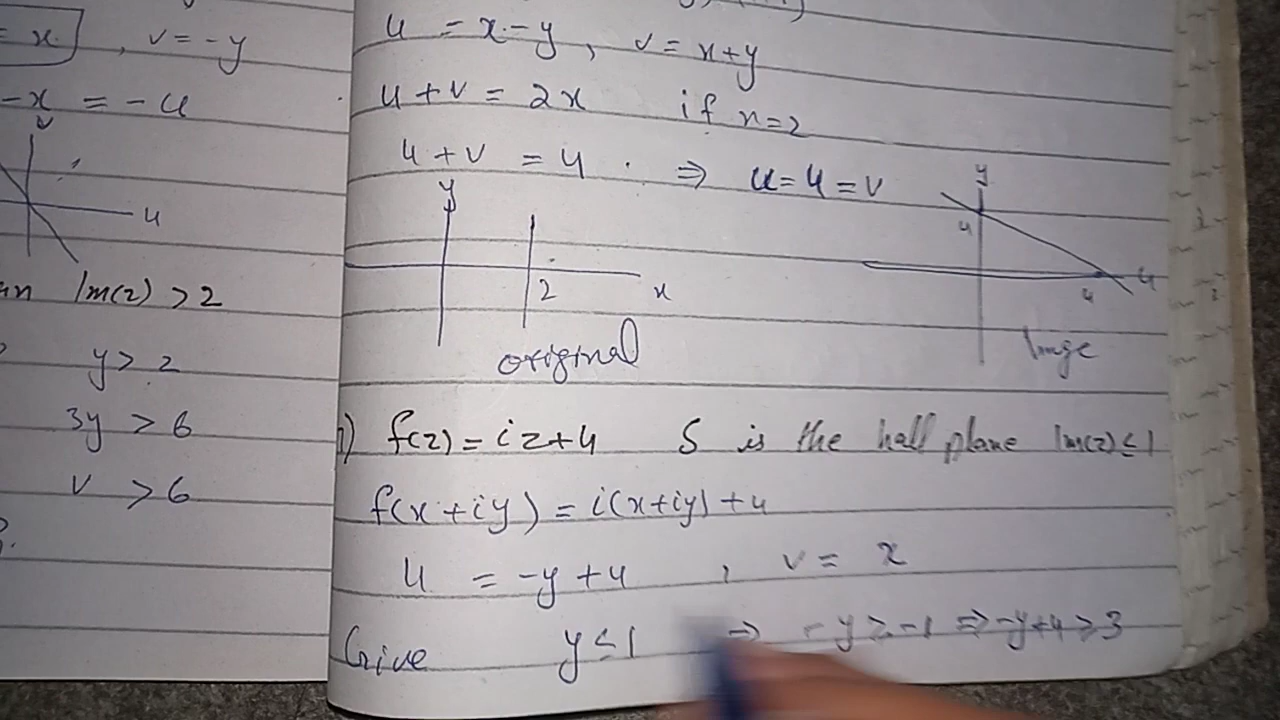 = x , v = -y
-x = -u
v
u
Im(z) > 2
y > 2
3y > 6
v > 6
u = x - y , v = x+y
u + v = 2x if x=2
u + v = 4 . ⇒ u = 4 = v
y
2 x
original
y
4
4 u
Image
f(z) = iz+4 S is the half plane Im(z) ≤ 1
f(x+iy) = i(x+iy) + 4
u = -y + 4 , v = x
Give y ≤ 1 ⇒ -y ≥ -1 ⇒ -y+4 ≥ 3